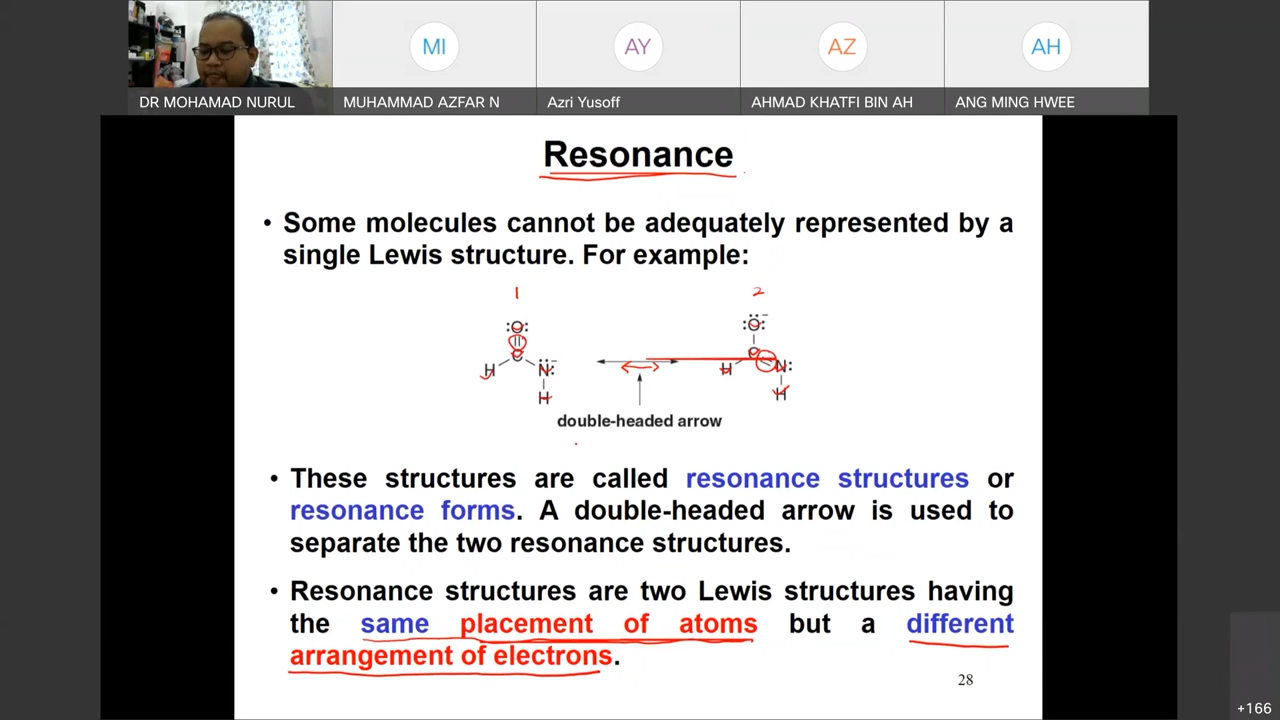 MI
AY
AZ
AH
DR MOHAMAD NURUL
MUHAMMAD AZFAR N
Azri Yusoff
AHMAD KHATFI BIN AH
ANG MING HWEE
Resonance
• Some molecules cannot be adequately represented by a
single Lewis structure. For example:
1
2
:O:
:O:−
C
C
H
N:−
H
N:
H
H
double-headed arrow
• These structures are called resonance structures or
resonance forms. A double-headed arrow is used to
separate the two resonance structures.
• Resonance structures are two Lewis structures having
the same placement of atoms but a different
arrangement of electrons.
28
+166